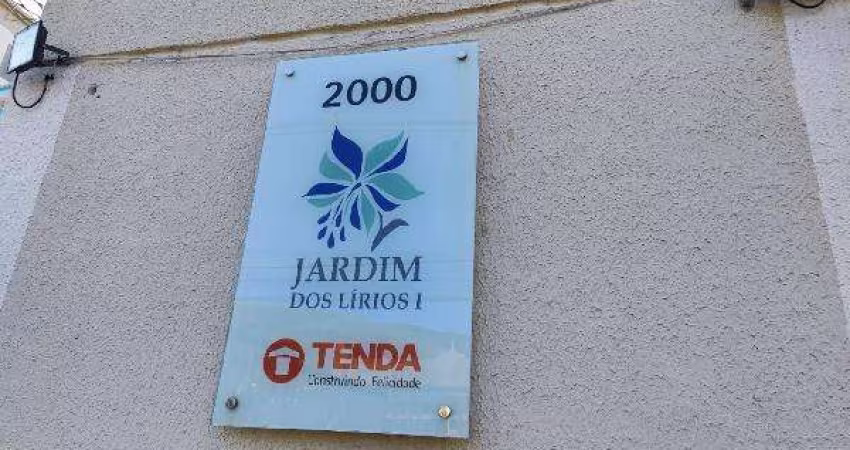 2000
JARDIM
DOS LÍRIOS I
TENDA
Construindo Felicidade